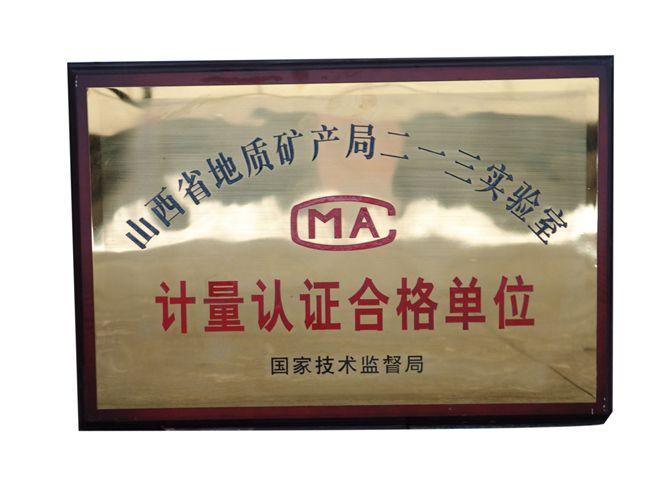 山西省地质矿产局二一三实验室
CMA
计量认证合格单位
国家技术监督局